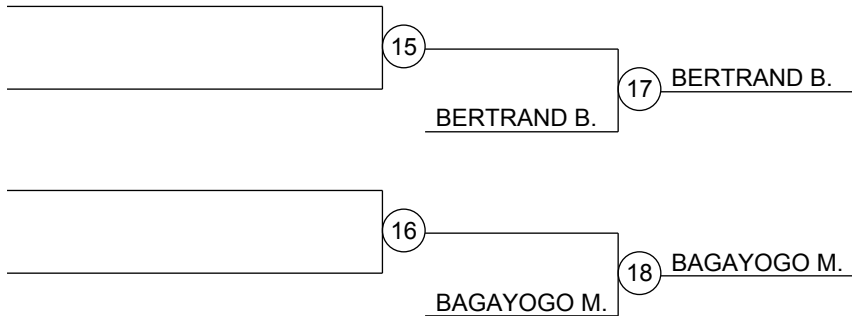 15
17
BERTRAND B.
BERTRAND B.
16
18
BAGAYOGO M.
BAGAYOGO M.